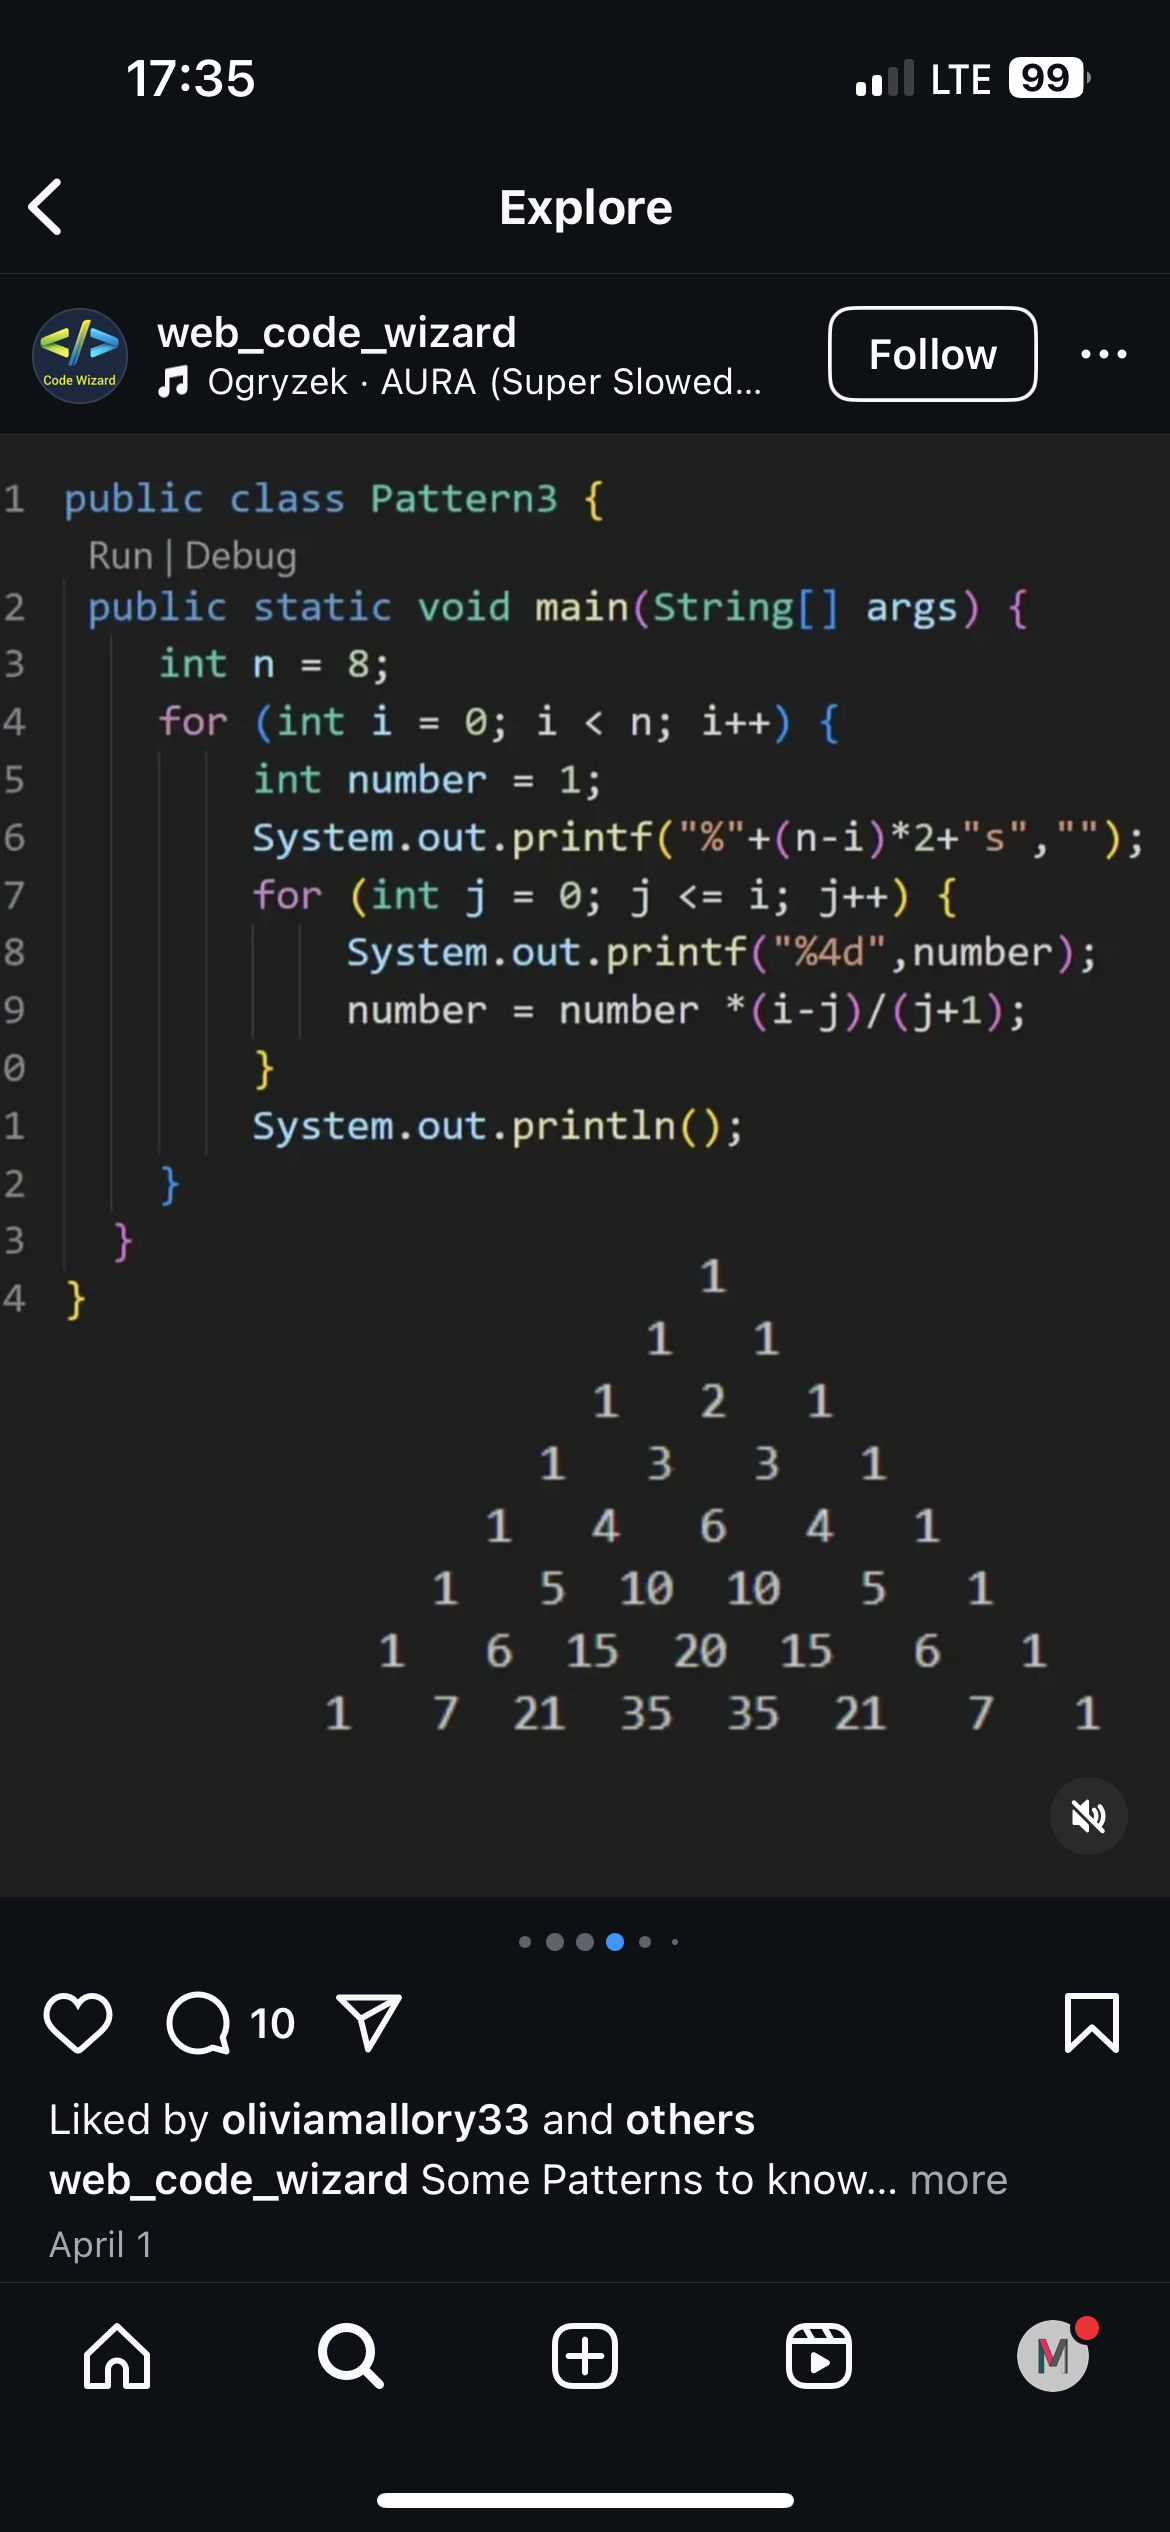 17:35 LTE 99
Explore
web_code_wizard
Ogryzek · AURA (Super Slowed...
Follow
</> Code Wizard
1 public class Pattern3 {
Run | Debug
2 public static void main(String[] args) {
3 int n = 8;
4 for (int i = 0; i < n; i++) {
5 int number = 1;
6 System.out.printf("%"+(n-i)*2+"s","");
7 for (int j = 0; j <= i; j++) {
8 System.out.printf("%4d",number);
9 number = number *(i-j)/(j+1);
0 }
1 System.out.println();
2 }
3 }
4 }
1
1 1
1 2 1
1 3 3 1
1 4 6 4 1
1 5 10 10 5 1
1 6 15 20 15 6 1
1 7 21 35 35 21 7 1
10
Liked by oliviamallory33 and others
web_code_wizard Some Patterns to know... more
April 1
M